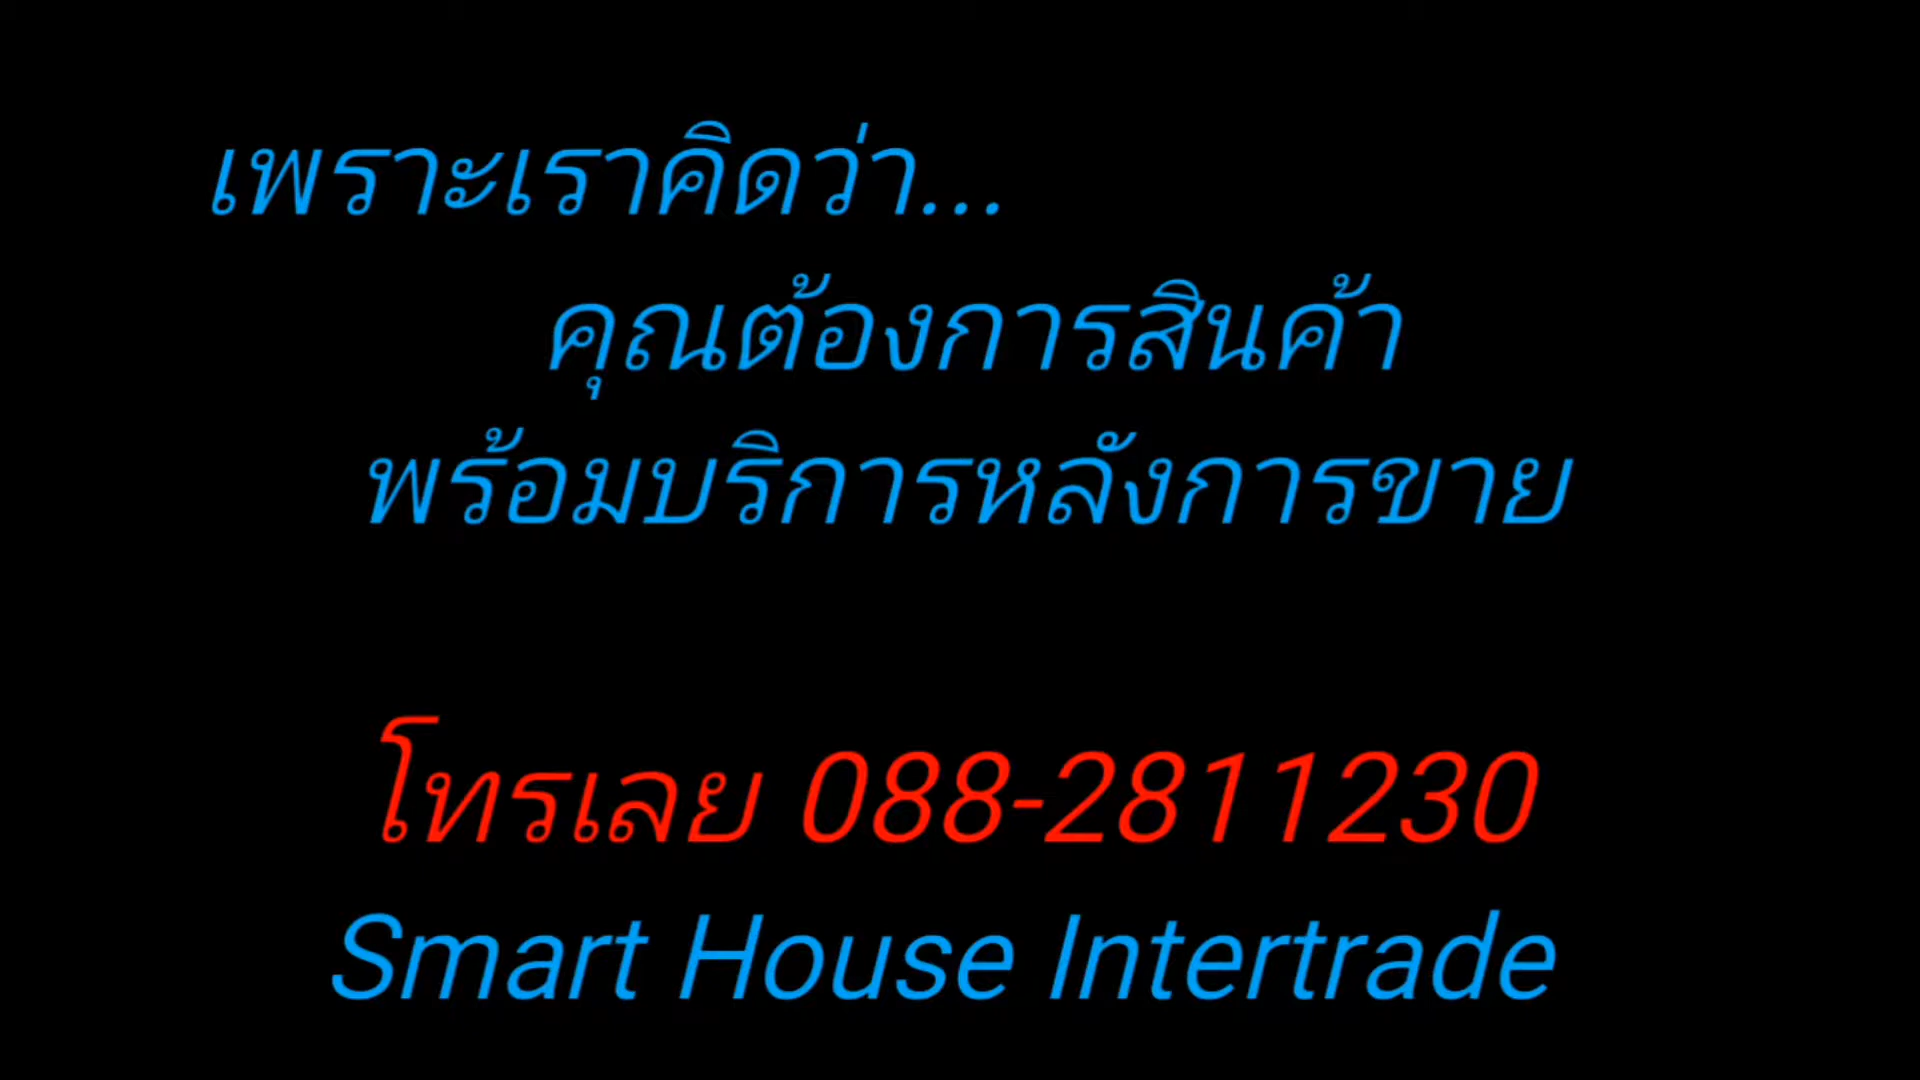 เพราะเราคิดว่า...
คุณต้องการสินค้า
พร้อมบริการหลังการขาย
โทรเลย 088-2811230
Smart House Intertrade